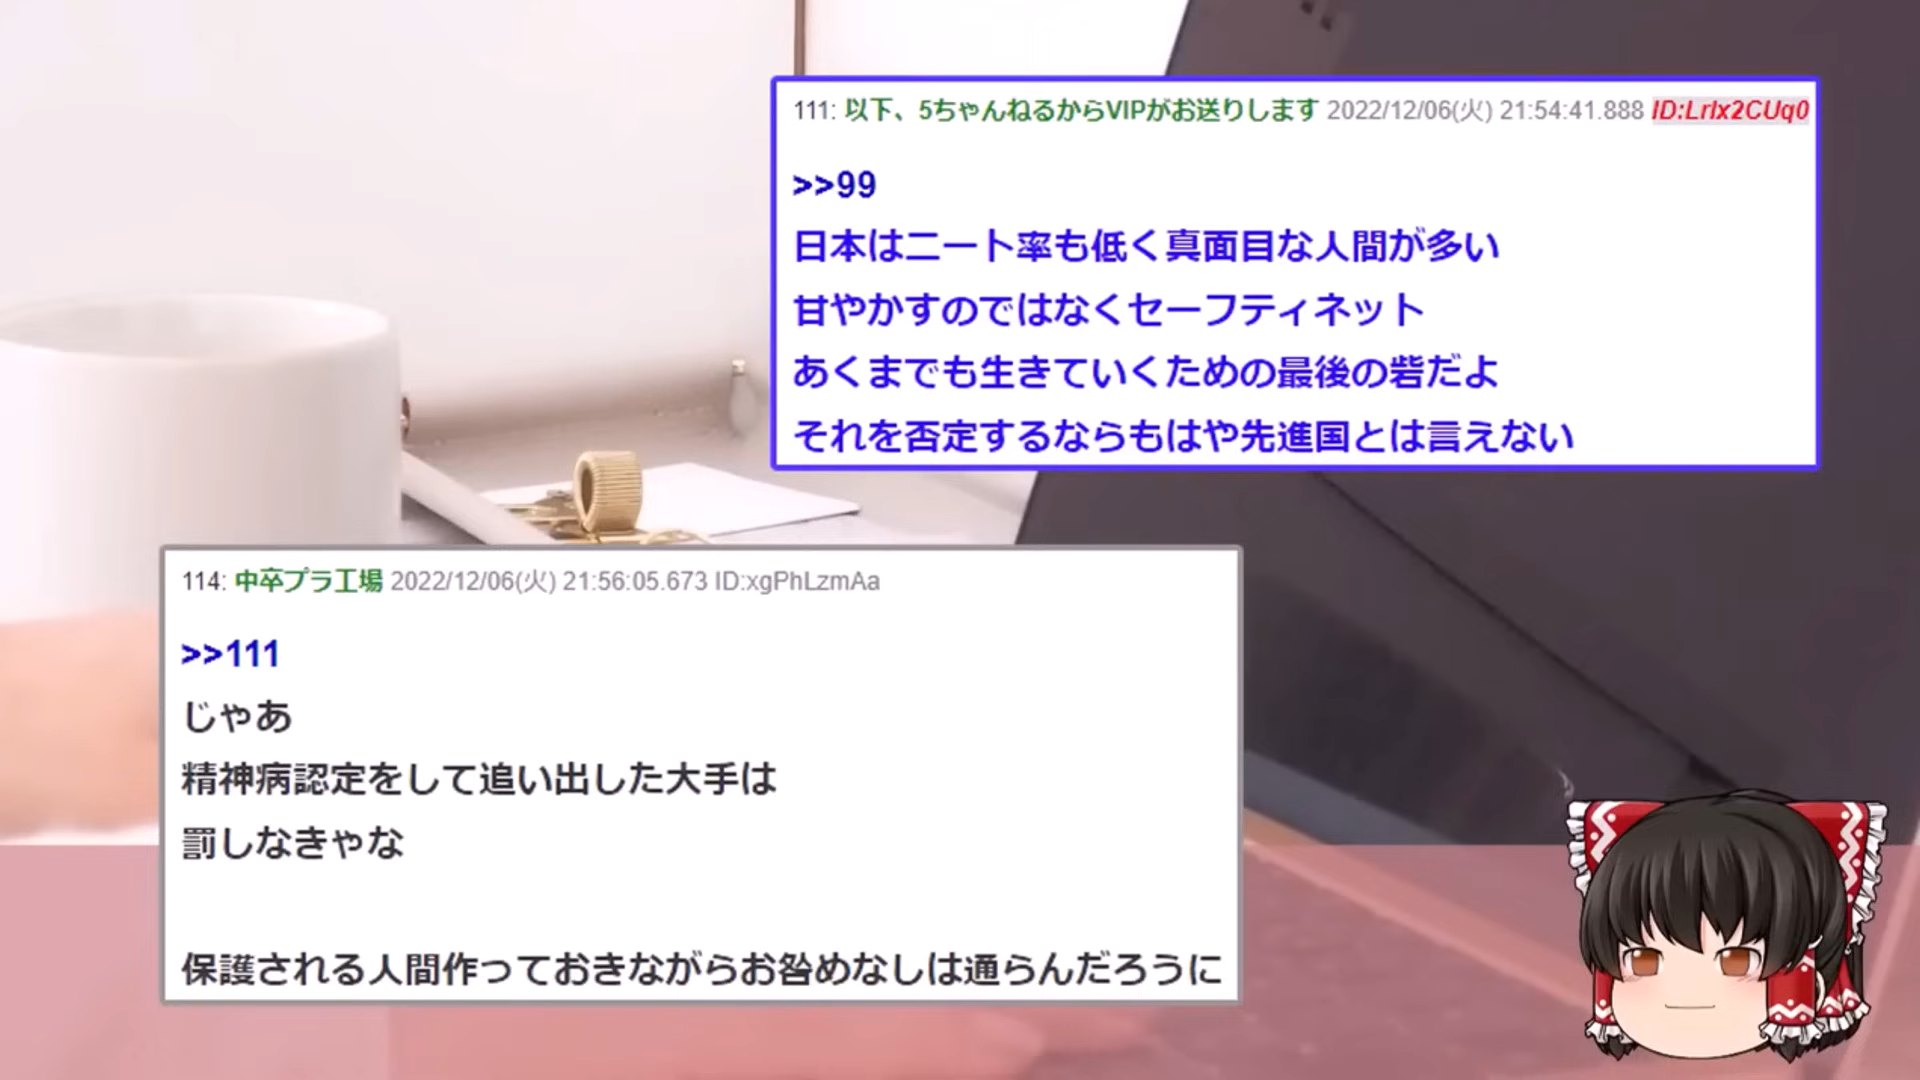 111: 以下、5ちゃんねるからVIPがお送りします 2022/12/06(火) 21:54:41.888 ID:Lrlx2CUq0
>>99
日本はニート率も低く真面目な人間が多い
甘やかすのではなくセーフティネット
あくまでも生きていくための最後の砦だよ
それを否定するならもはや先進国とは言えない
114: 中卒プラ工場 2022/12/06(火) 21:56:05.673 ID:xgPhLzmAa
>>111
じゃあ
精神病認定をして追い出した大手は
罰しなきゃな
保護される人間作っておきながらお咎めなしは通らんだろうに